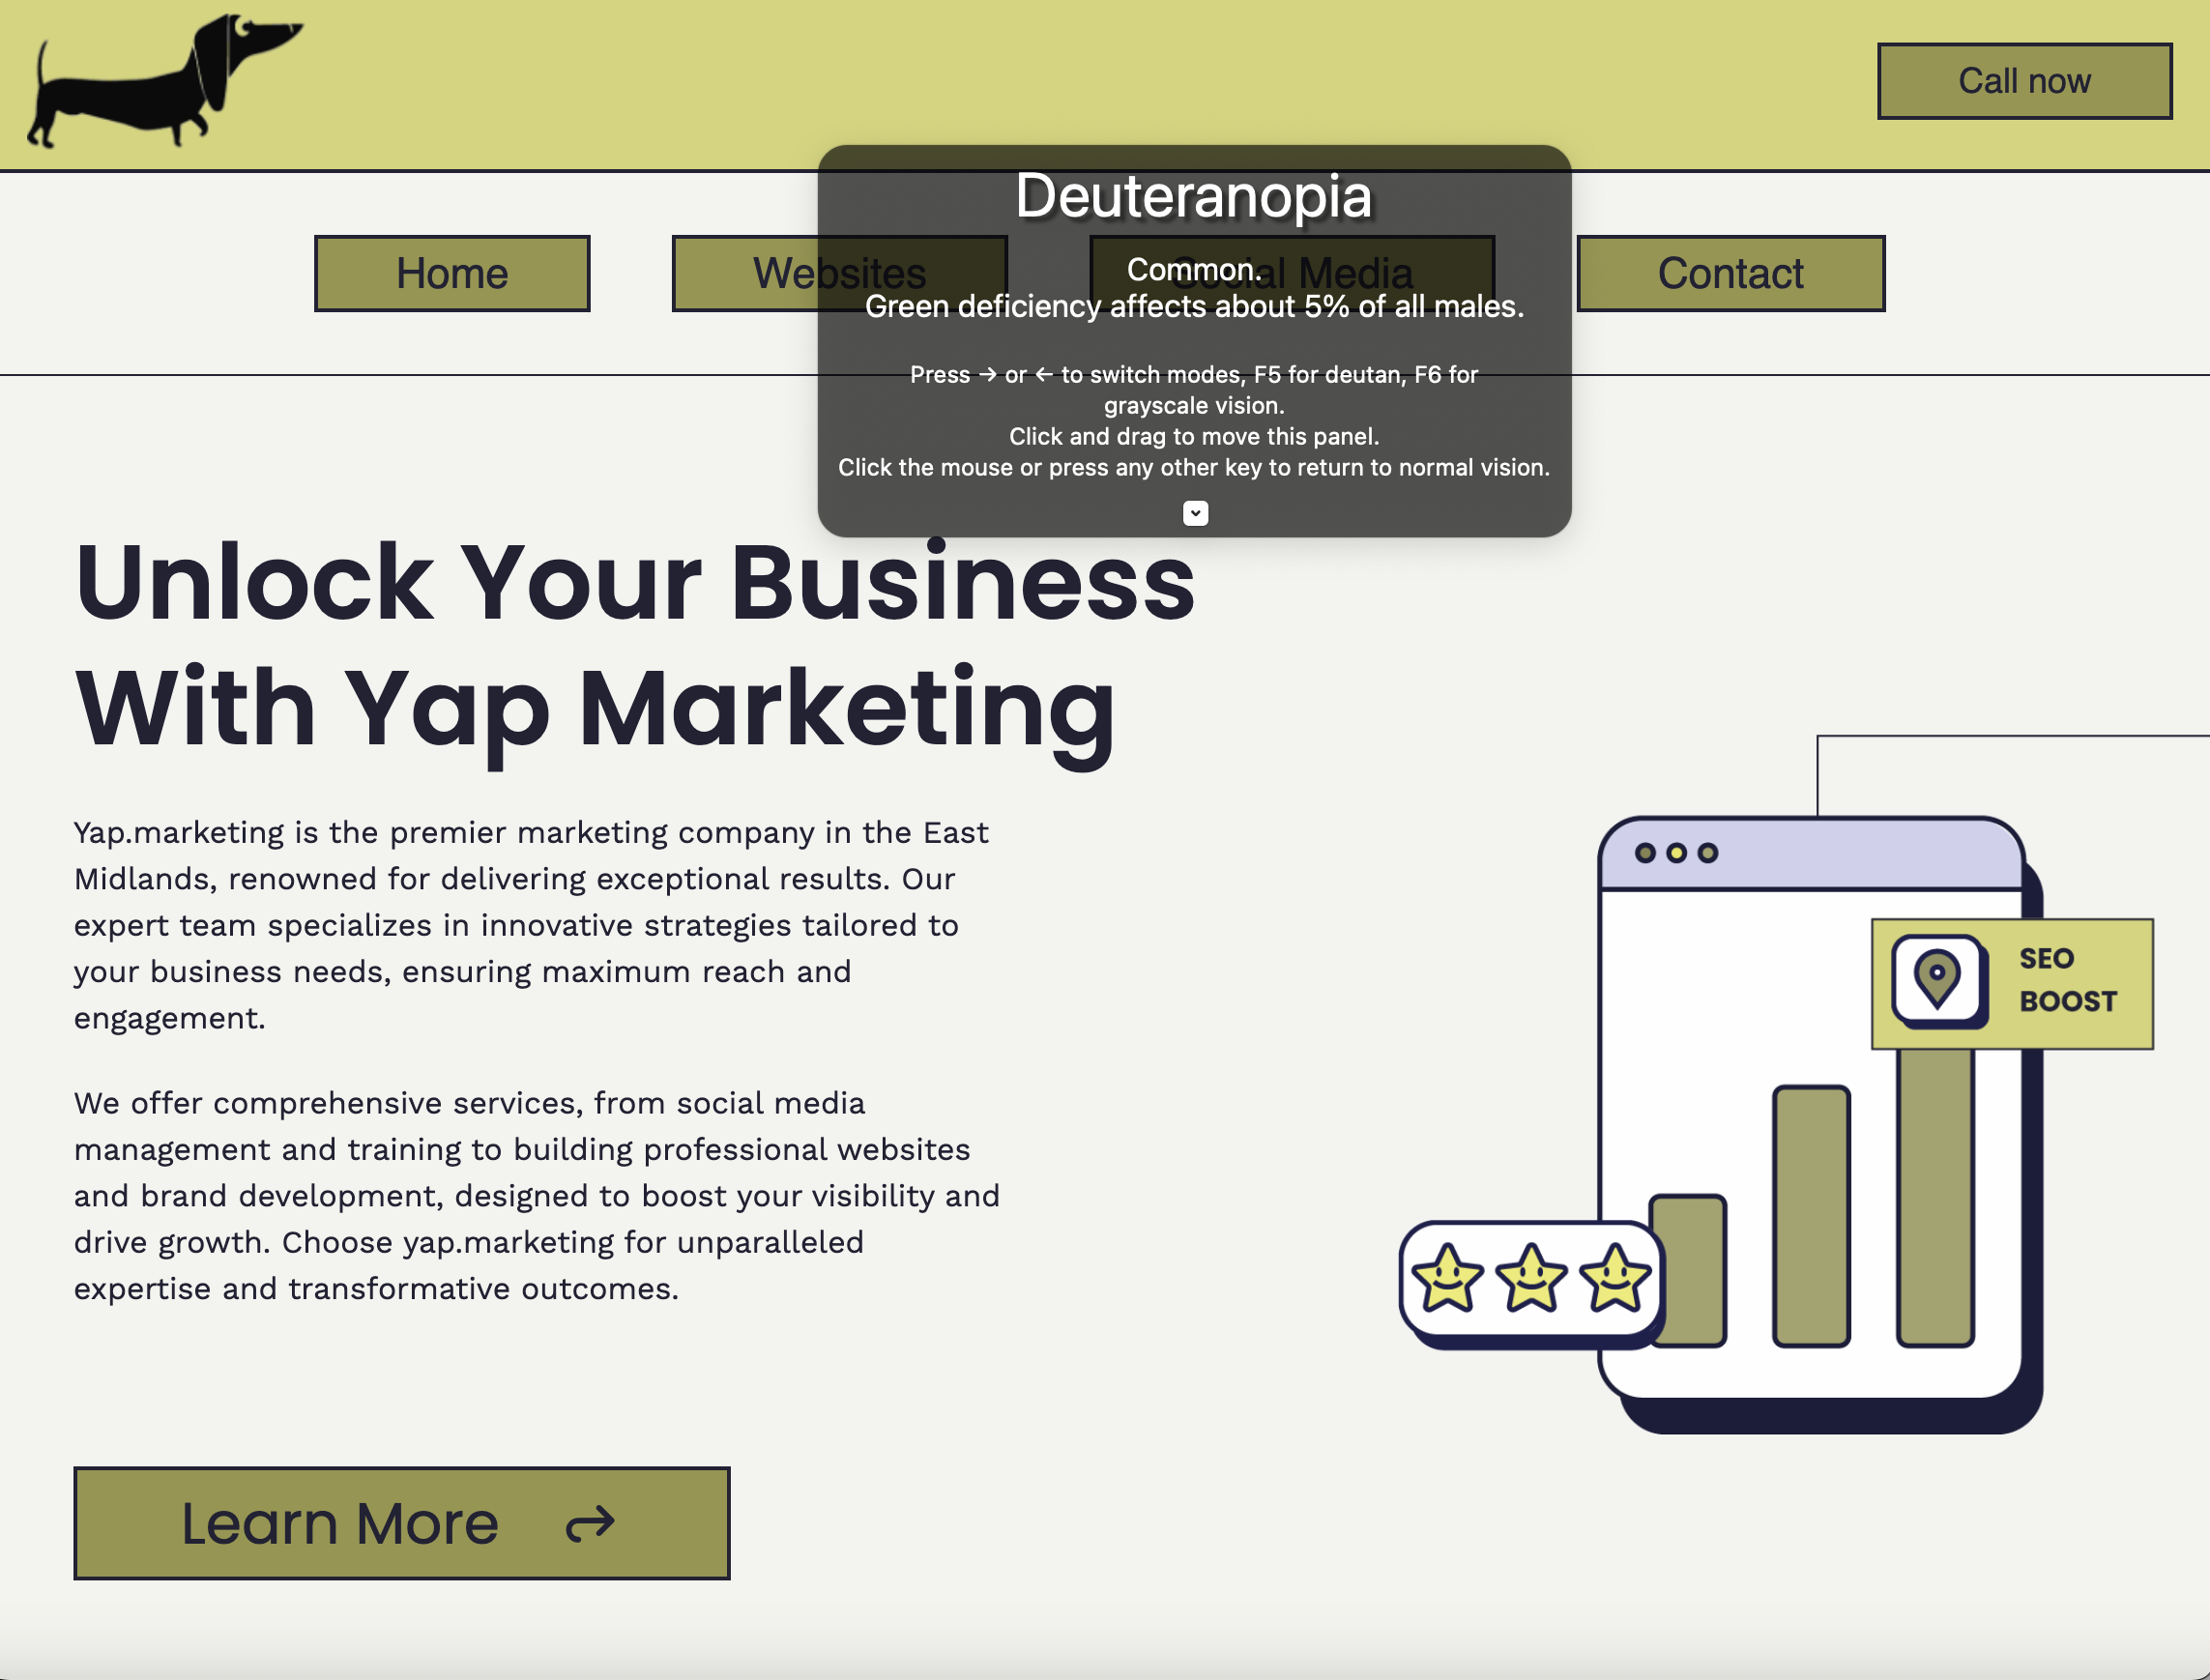 Call now
Deuteranopia
Home
Websites
Social Media
Contact
Common.
Green deficiency affects about 5% of all males.
Press → or ← to switch modes, F5 for deutan, F6 for
grayscale vision.
Click and drag to move this panel.
Click the mouse or press any other key to return to normal vision.
Unlock Your Business
With Yap Marketing
Yap.marketing is the premier marketing company in the East
Midlands, renowned for delivering exceptional results. Our
expert team specializes in innovative strategies tailored to
your business needs, ensuring maximum reach and
engagement.
We offer comprehensive services, from social media
management and training to building professional websites
and brand development, designed to boost your visibility and
drive growth. Choose yap.marketing for unparalleled
expertise and transformative outcomes.
SEO
BOOST
Learn More